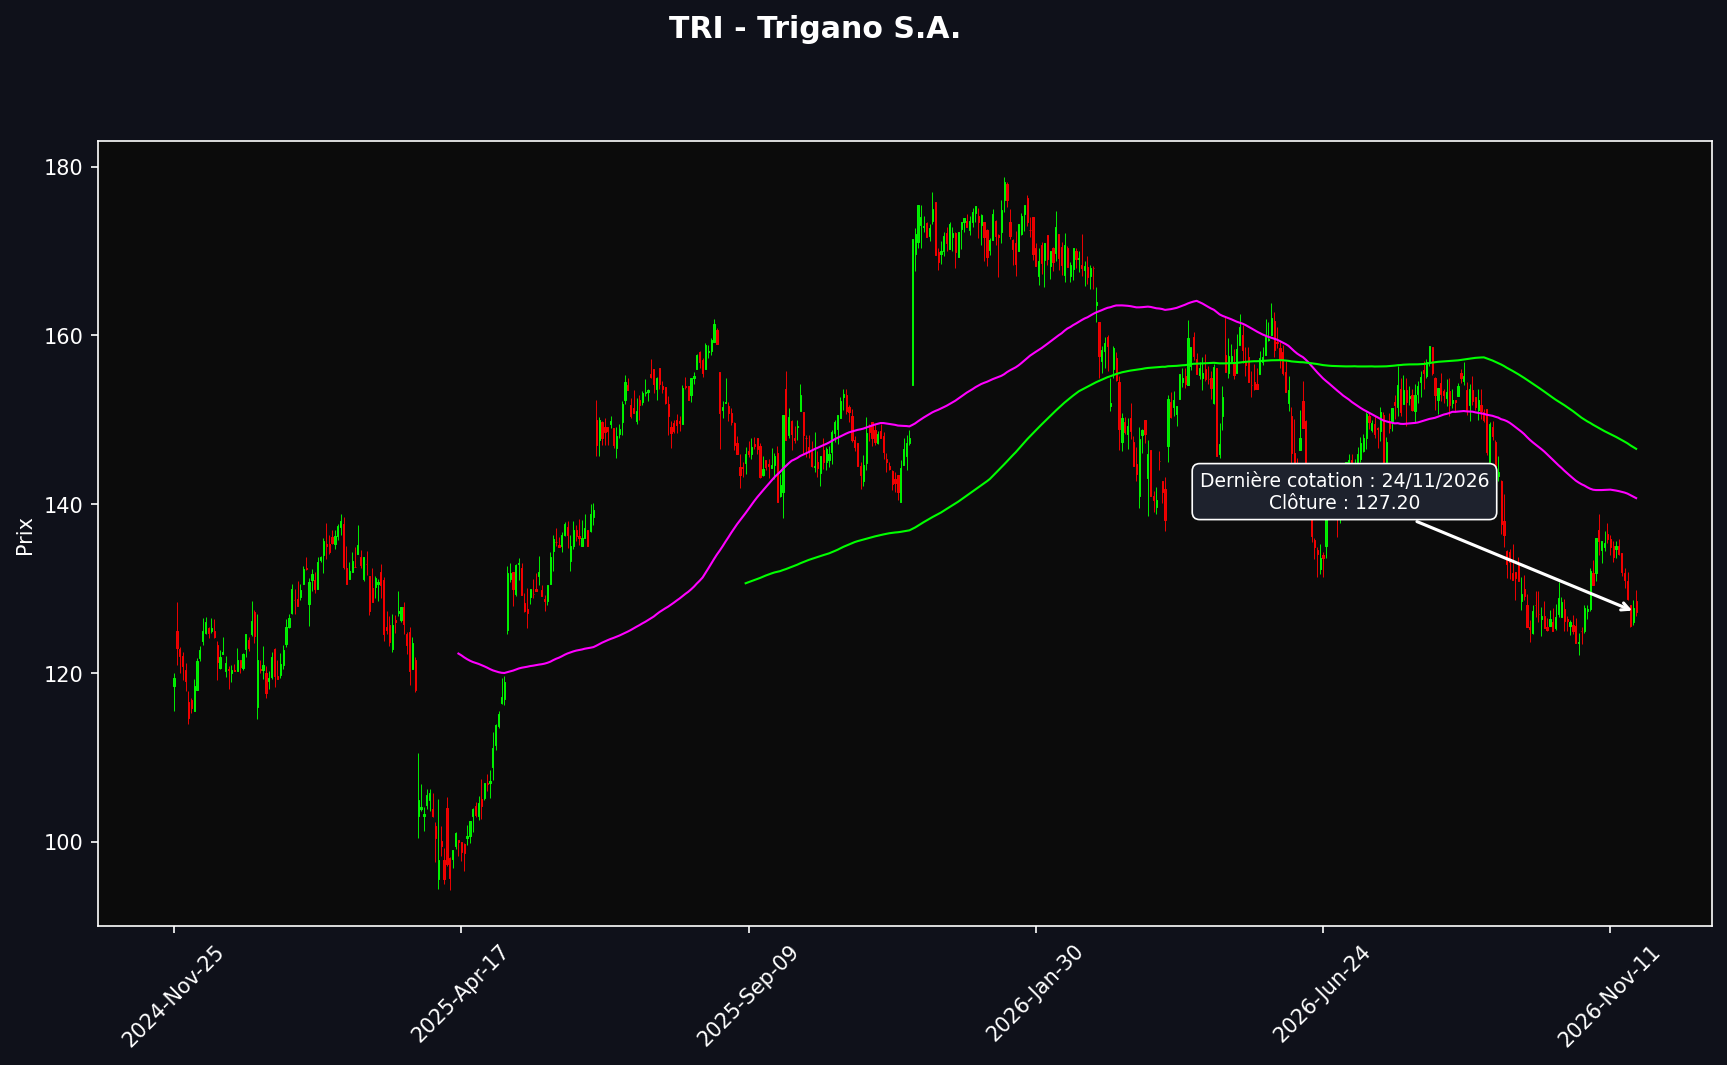 TRI - Trigano S.A.
180
160
140
120
100
Prix
Dernière cotation : 24/11/2026
Clôture : 127.20
2024-Nov-25
2025-Apr-17
2025-Sep-09
2026-Jan-30
2026-Jun-24
2026-Nov-11